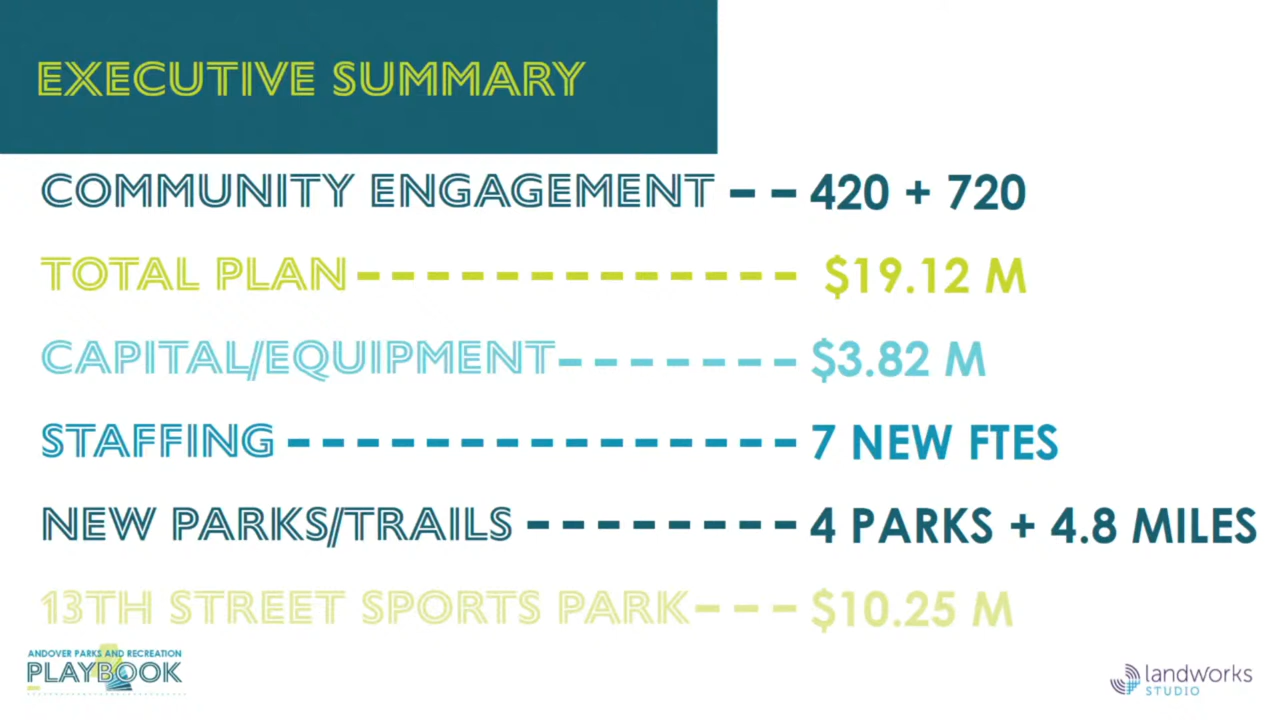 EXECUTIVE SUMMARY
COMMUNITY ENGAGEMENT – – 420 + 720
TOTAL PLAN – – – – – – – – – – – – – $19.12 M
CAPITAL/EQUIPMENT – – – – – – – $3.82 M
STAFFING – – – – – – – – – – – – – – – 7 NEW FTES
NEW PARKS/TRAILS – – – – – – – – 4 PARKS + 4.8 MILES
13TH STREET SPORTS PARK – – – $10.25 M
ANDOVER PARKS AND RECREATION
PLAYBOOK
landworks
STUDIO